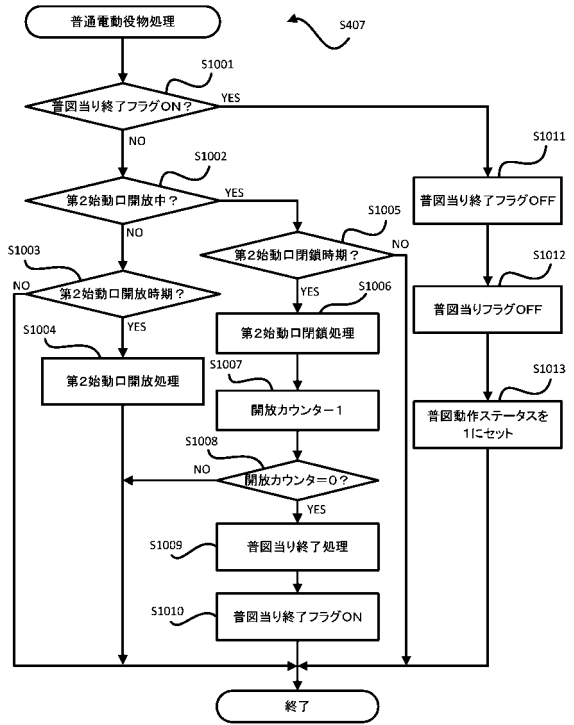 普通電動役物処理
S407
S1001
普図当り終了フラグON？
YES
NO
S1002
第2始動口開放中？
YES
NO
S1003
第2始動口開放時期？
NO
YES
S1004
第2始動口開放処理
S1005
第2始動口閉鎖時期？
NO
YES
S1006
第2始動口閉鎖処理
S1007
開放カウンター1
S1008
開放カウンタ=0？
NO
YES
S1009
普図当り終了処理
S1010
普図当り終了フラグON
S1011
普図当り終了フラグOFF
S1012
普図当りフラグOFF
S1013
普図動作ステータスを
1にセット
終了